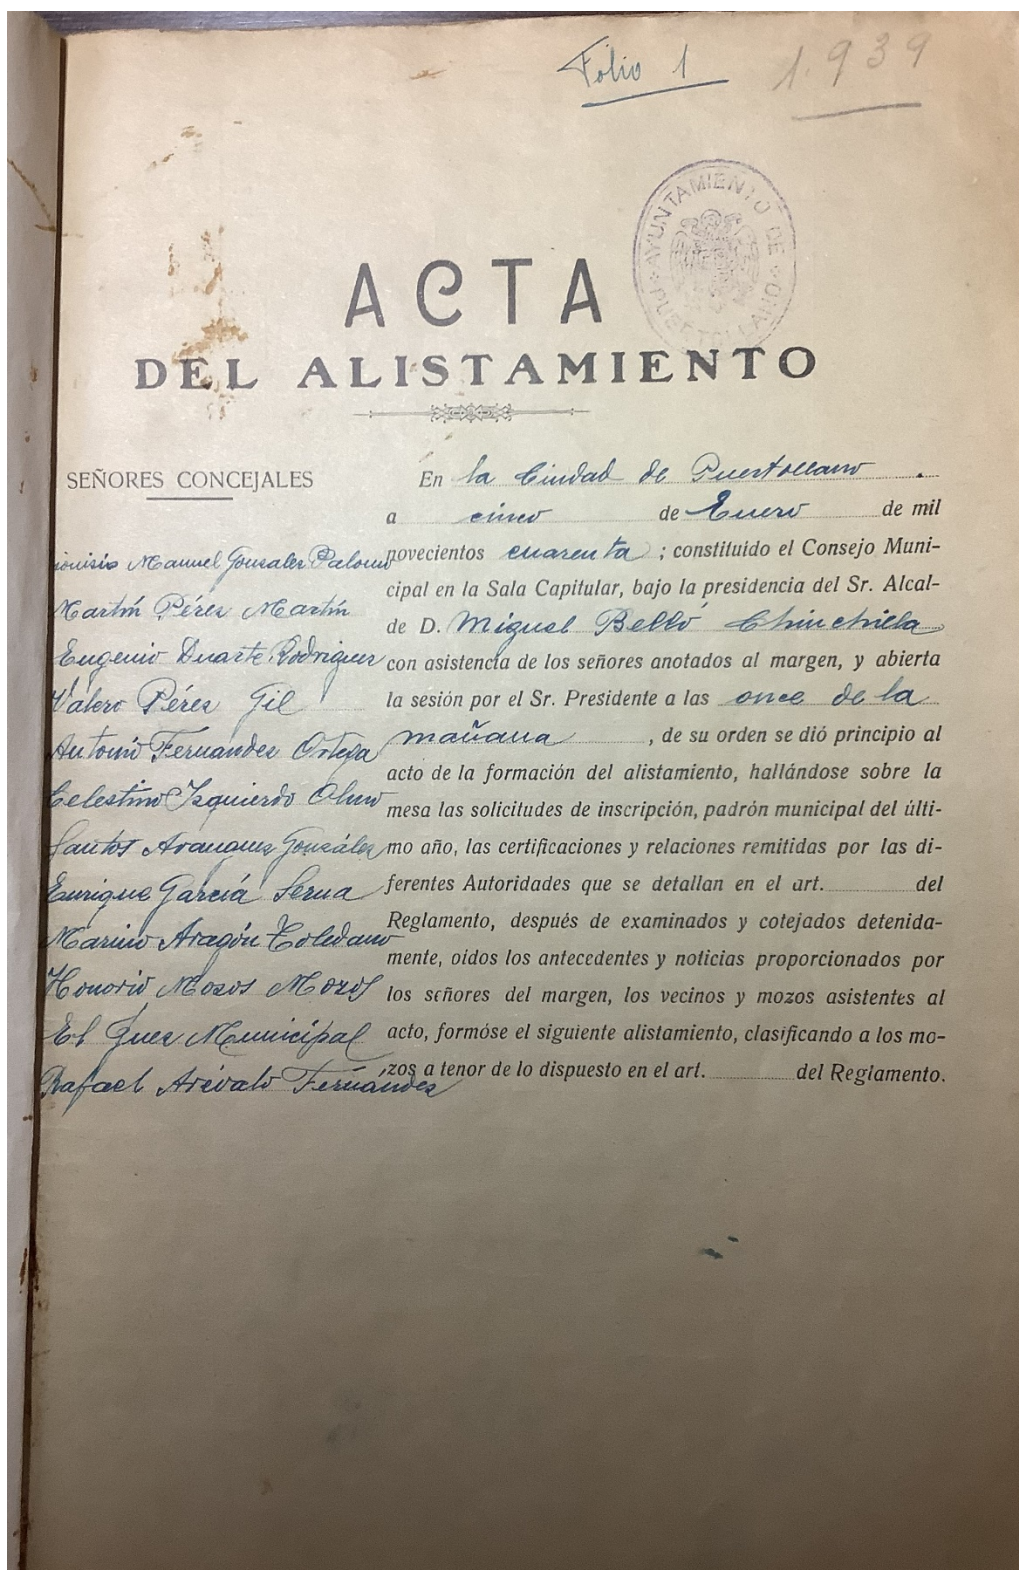 Folio 1
1.939
AYUNTAMIENTO DE
PUERTOLLANO
ACTA
DEL ALISTAMIENTO
SEÑORES CONCEJALES
ionisio Manuel Gonzalez Palomo
Martín Pérez Martín
Eugenio Duarte Rodriguez
Valero Pérez Gil
Antonio Fernandez Ortega
Celestino Izquierdo Olmo
Santos Aranguez González
Enrique García Serna
Marino Aragón Toledano
Honorio Mozos Mozos
El Juez Municipal
Rafael Arévalo Fernández
En la Ciudad de Puertollano
a cinco de Enero de mil
novecientos cuarenta ; constituido el Consejo Muni-
cipal en la Sala Capitular, bajo la presidencia del Sr. Alcal-
de D. Miguel Belló Chinchilla
con asistencia de los señores anotados al margen, y abierta
la sesión por el Sr. Presidente a las once de la
mañana , de su orden se dió principio al
acto de la formación del alistamiento, hallándose sobre la
mesa las solicitudes de inscripción, padrón municipal del últi-
mo año, las certificaciones y relaciones remitidas por las di-
ferentes Autoridades que se detallan en el art. del
Reglamento, después de examinados y cotejados detenida-
mente, oidos los antecedentes y noticias proporcionados por
los señores del margen, los vecinos y mozos asistentes al
acto, formóse el siguiente alistamiento, clasificando a los mo-
zos a tenor de lo dispuesto en el art. del Reglamento.